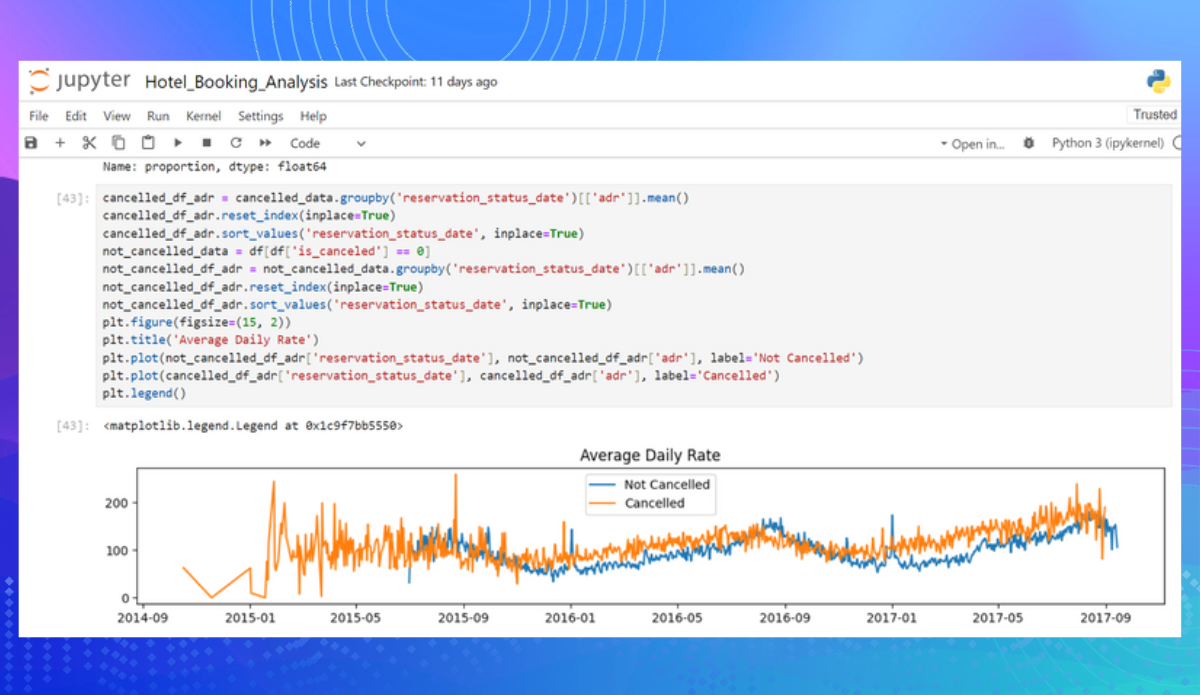 jupyter Hotel_Booking_Analysis Last Checkpoint: 11 days ago
File Edit View Run Kernel Settings Help Trusted
Code Open in... Python 3 (ipykernel)
Name: proportion, dtype: float64
[43]: cancelled_df_adr = cancelled_data.groupby('reservation_status_date')[['adr']].mean()
cancelled_df_adr.reset_index(inplace=True)
cancelled_df_adr.sort_values('reservation_status_date', inplace=True)
not_cancelled_data = df[df['is_canceled'] == 0]
not_cancelled_df_adr = not_cancelled_data.groupby('reservation_status_date')[['adr']].mean()
not_cancelled_df_adr.reset_index(inplace=True)
not_cancelled_df_adr.sort_values('reservation_status_date', inplace=True)
plt.figure(figsize=(15, 2))
plt.title('Average Daily Rate')
plt.plot(not_cancelled_df_adr['reservation_status_date'], not_cancelled_df_adr['adr'], label='Not Cancelled')
plt.plot(cancelled_df_adr['reservation_status_date'], cancelled_df_adr['adr'], label='Cancelled')
plt.legend()
[43]: <matplotlib.legend.Legend at 0x1c9f7bb5550>
Average Daily Rate
Not Cancelled
Cancelled
200
100
0
2014-09 2015-01 2015-05 2015-09 2016-01 2016-05 2016-09 2017-01 2017-05 2017-09